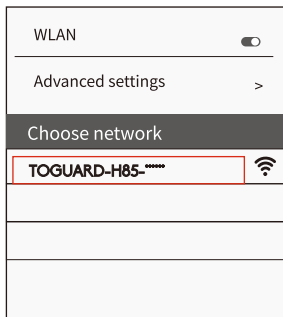 WLAN
Advanced settings >
Choose network
TOGUARD-H85-******